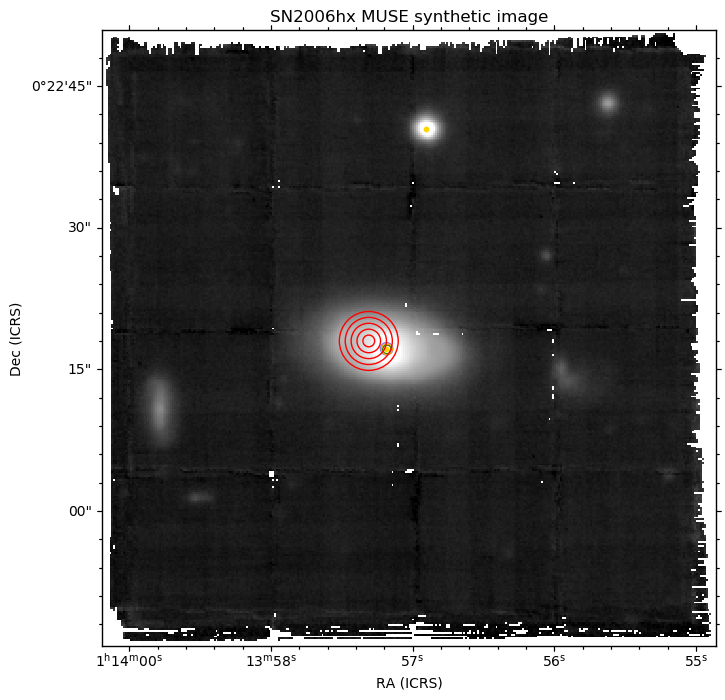 SN2006hx MUSE synthetic image
0°22'45"
30"
15"
00"
Dec (ICRS)
1ʰ14ᵐ00ˢ
13ᵐ58ˢ
57ˢ
56ˢ
55ˢ
RA (ICRS)